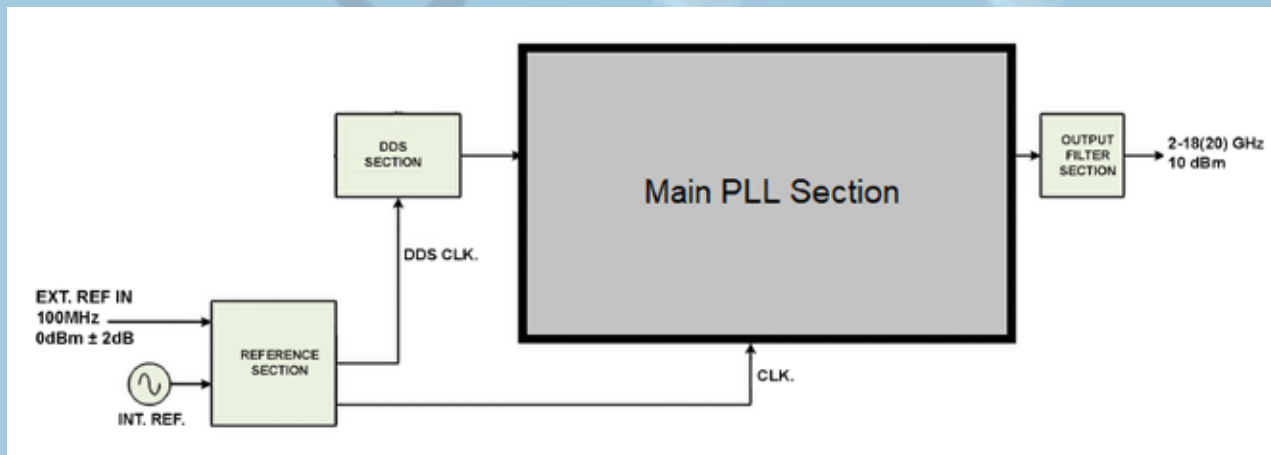 DDS
SECTION
Main PLL Section
OUTPUT
FILTER
SECTION
2-18(20) GHz
10 dBm
DDS CLK.
EXT. REF IN
100MHz
0dBm ± 2dB
REFERENCE
SECTION
INT. REF.
CLK.